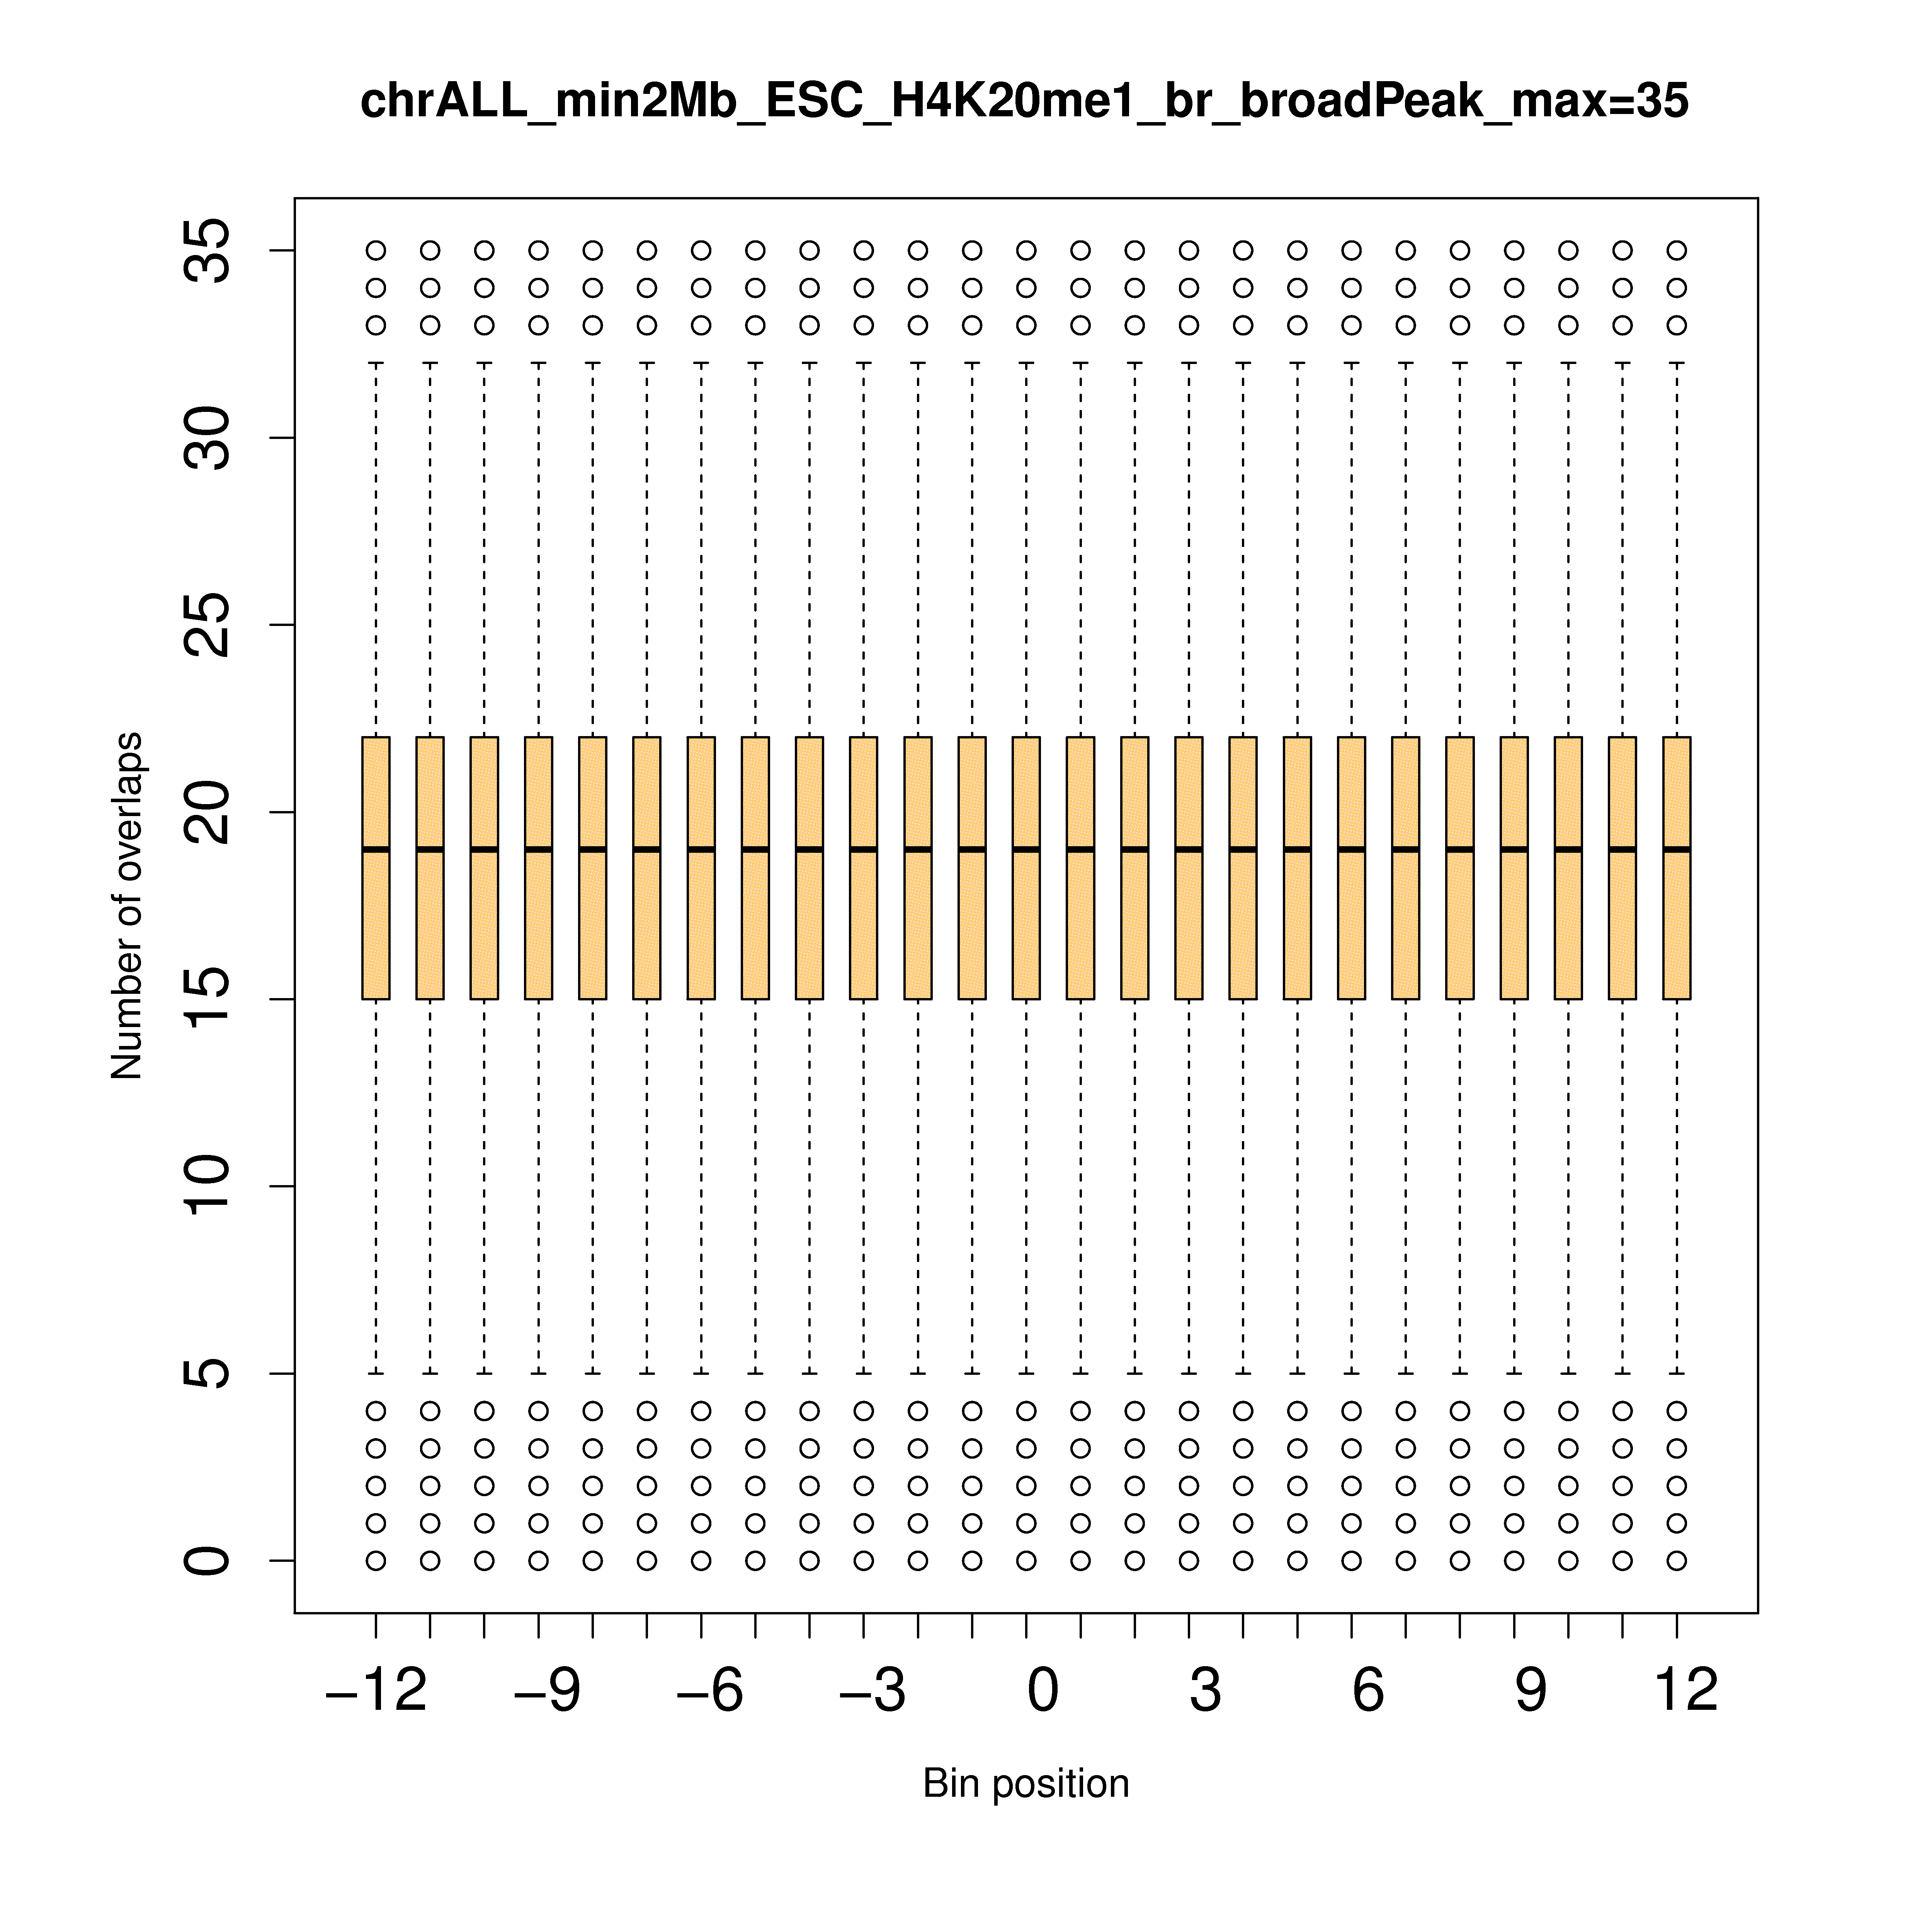 chrALL_min2Mb_ESC_H4K20me1_br_broadPeak_max=35
35
30
25
20
15
10
5
0
Number of overlaps
−12 −9 −6 −3 0 3 6 9 12
Bin position